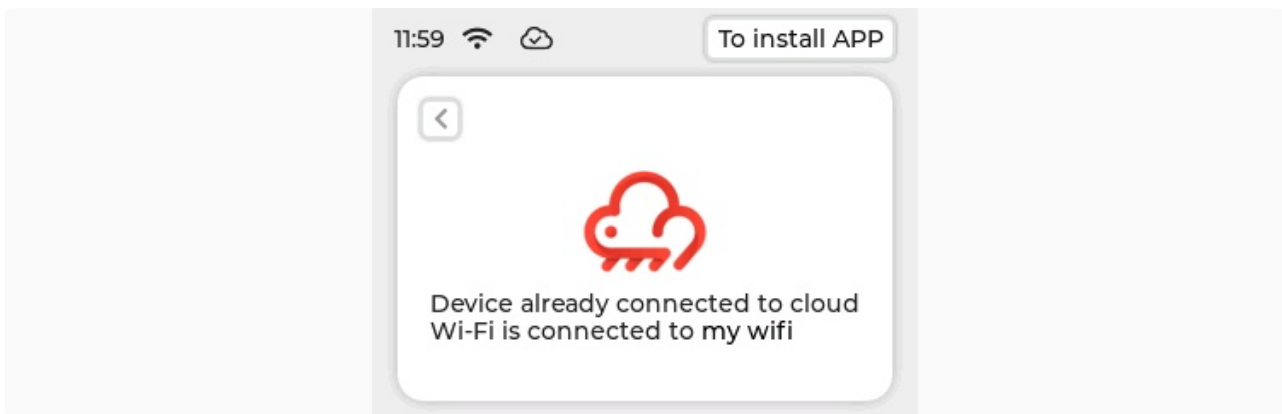 11:59
To install APP
Device already connected to cloud
Wi-Fi is connected to my wifi